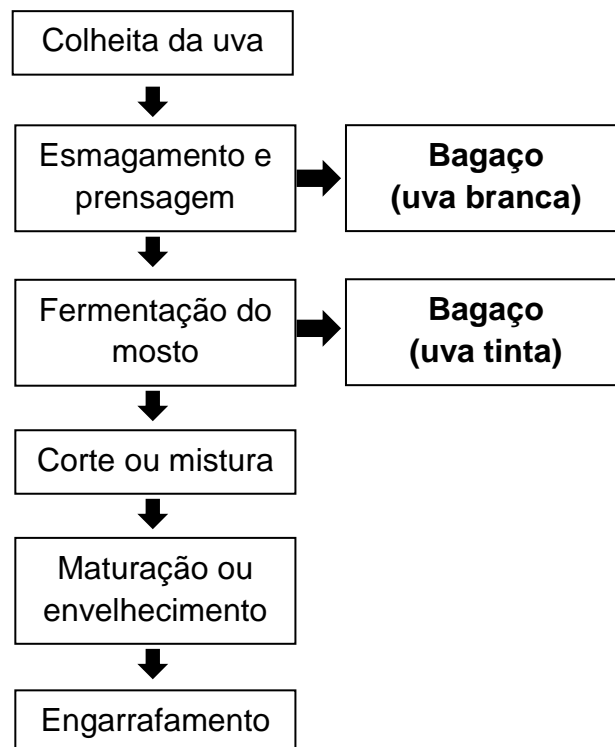 Colheita da uva
Esmagamento e
prensagem
Bagaço
(uva branca)
Fermentação do
mosto
Bagaço
(uva tinta)
Corte ou mistura
Maturação ou
envelhecimento
Engarrafamento